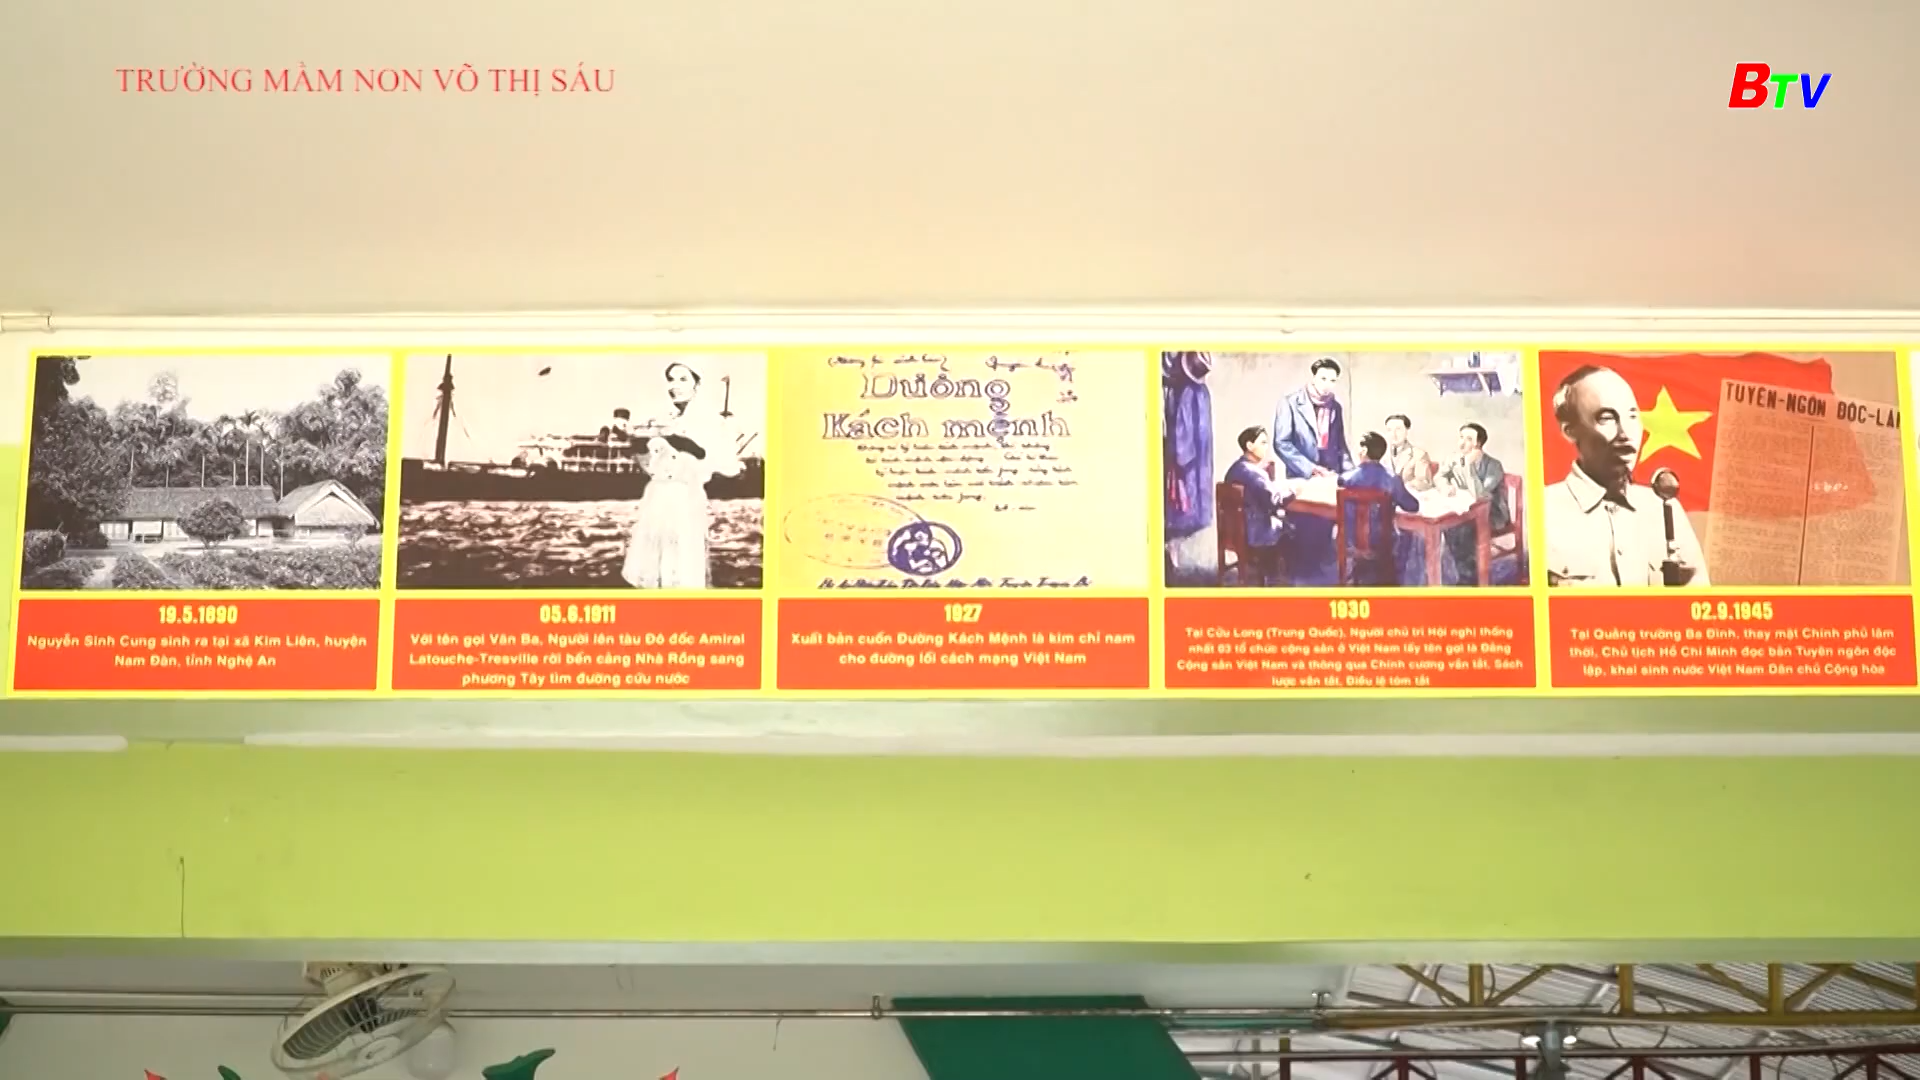 TRƯỜNG MẦM NON VÕ THỊ SÁU
BTV
Đường
Kách mệnh
TUYÊN-NGÔN ĐỘC-LẬ
19.5.1890
Nguyễn Sinh Cung sinh ra tại xã Kim Liên, huyện
Nam Đàn, tỉnh Nghệ An
05.6.1911
Với tên gọi Văn Ba, Người lên tàu Đô đốc Amiral
Latouche-Tresville rời bến cảng Nhà Rồng sang
phương Tây tìm đường cứu nước
1927
Xuất bản cuốn Đường Kách Mệnh là kim chỉ nam
cho đường lối cách mạng Việt Nam
1930
Tại Cửu Long (Trung Quốc), Người chủ trì Hội nghị thống
nhất 03 tổ chức cộng sản ở Việt Nam lấy tên gọi là Đảng
Cộng sản Việt Nam và thông qua Chính cương vắn tắt, Sách
lược vắn tắt, Điều lệ tóm tắt
02.9.1945
Tại Quảng trường Ba Đình, thay mặt Chính phủ lâm
thời, Chủ tịch Hồ Chí Minh đọc bản Tuyên ngôn độc
lập, khai sinh nước Việt Nam Dân chủ Cộng hòa